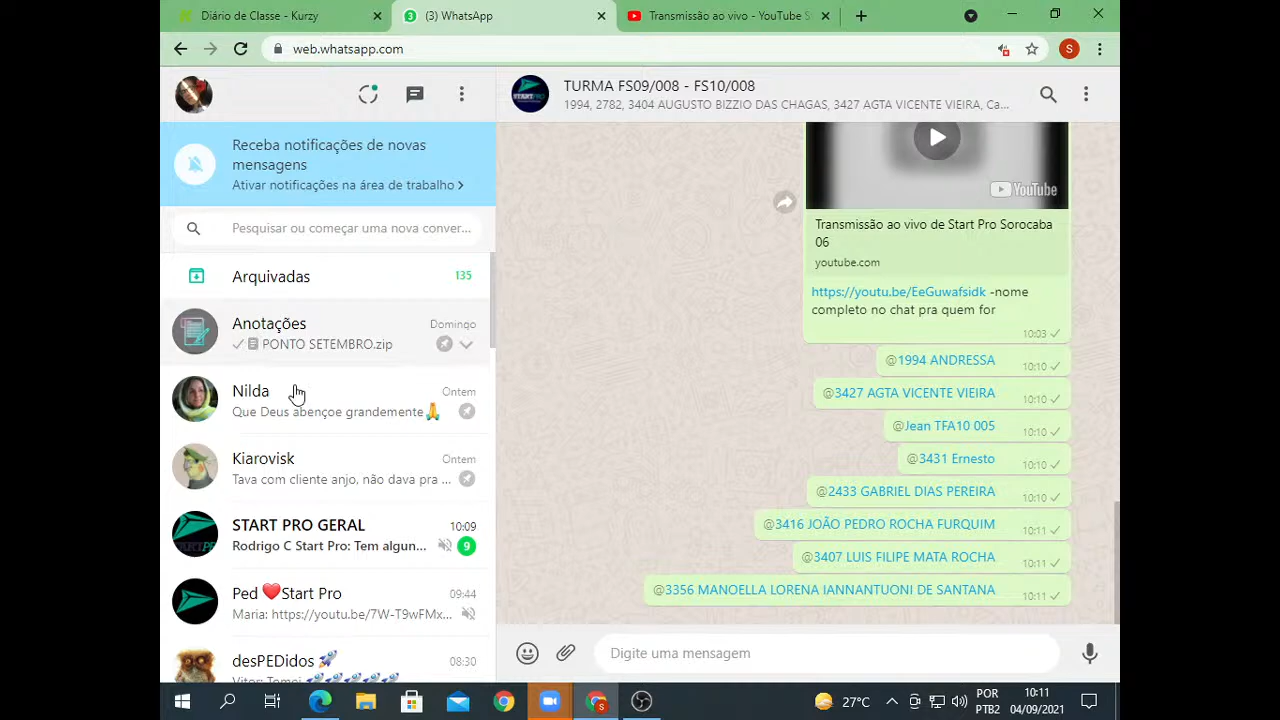 Diário de Classe - Kurzy
(3) WhatsApp
Transmissão ao vivo - YouTube S
web.whatsapp.com
S
TURMA FS09/008 - FS10/008
1994, 2782, 3404 AUGUSTO BIZZIO DAS CHAGAS, 3427 AGTA VICENTE VIEIRA, Ca...
Receba notificações de novas
mensagens
Ativar notificações na área de trabalho >
Pesquisar ou começar uma nova conver...
Arquivadas
135
Anotações
Domingo
PONTO SETEMBRO.zip
Nilda
Ontem
Que Deus abençoe grandemente🙏
Kiarovisk
Ontem
Tava com cliente anjo, não dava pra ...
START PRO GERAL
10:09
Rodrigo C Start Pro: Tem algun...
9
Ped ❤️Start Pro
09:44
Maria: https://youtu.be/7W-T9wFMx...
desPEDidos 🚀
08:30
Vitor: Temei 🚀🚀🚀🚀🚀
YouTube
Transmissão ao vivo de Start Pro Sorocaba
06
youtube.com
https://youtu.be/EeGuwafsidk -nome
completo no chat pra quem for
10:03
@1994 ANDRESSA 10:10
@3427 AGTA VICENTE VIEIRA 10:10
@Jean TFA10 005 10:10
@3431 Ernesto 10:10
@2433 GABRIEL DIAS PEREIRA 10:10
@3416 JOÃO PEDRO ROCHA FURQUIM 10:11
@3407 LUIS FILIPE MATA ROCHA 10:11
@3356 MANOELLA LORENA IANNANTUONI DE SANTANA 10:11
Digite uma mensagem
27°C
POR
PTB2
10:11
04/09/2021